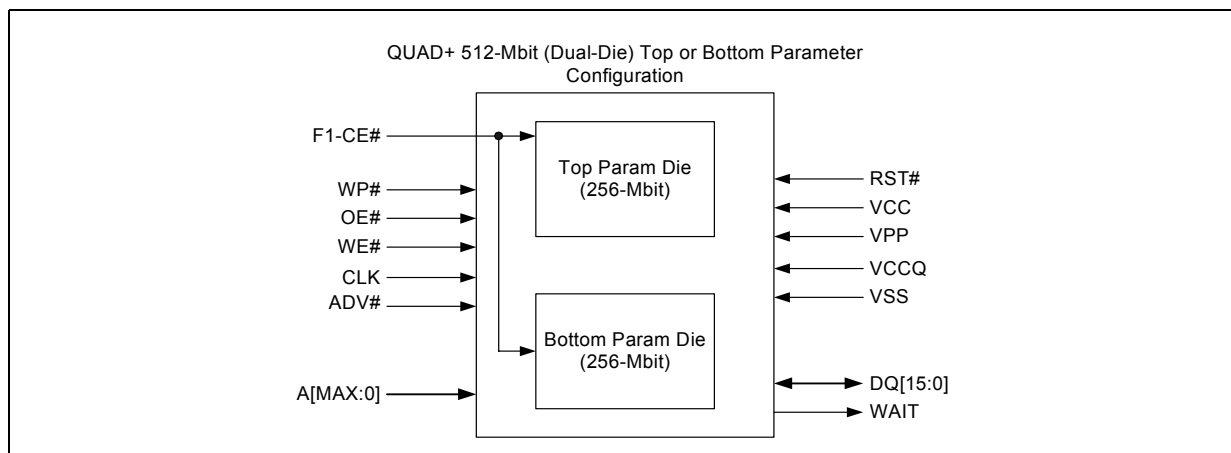 QUAD+ 512-Mbit (Dual-Die) Top or Bottom Parameter
Configuration
F1-CE#
WP#
OE#
WE#
CLK
ADV#
A[MAX:0]
Top Param Die
(256-Mbit)
Bottom Param Die
(256-Mbit)
RST#
VCC
VPP
VCCQ
VSS
DQ[15:0]
WAIT